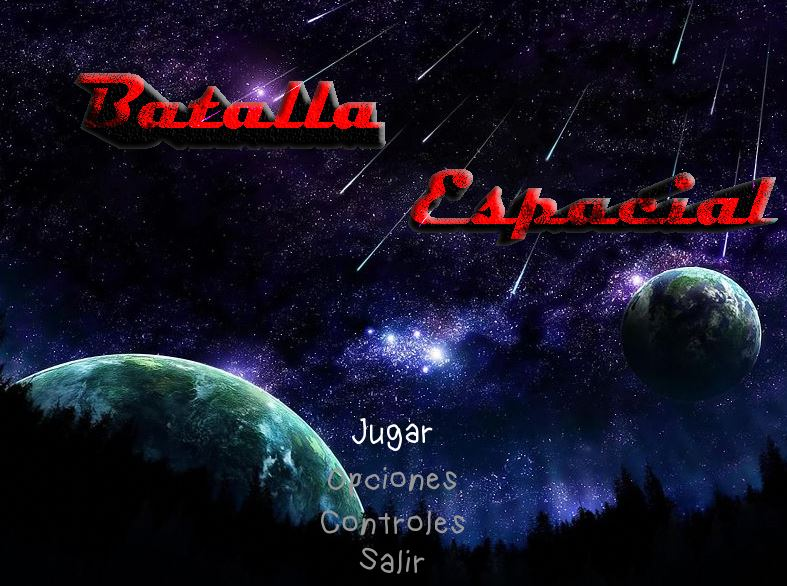 Batalla
Espacial
Jugar
Opciones
Controles
Salir